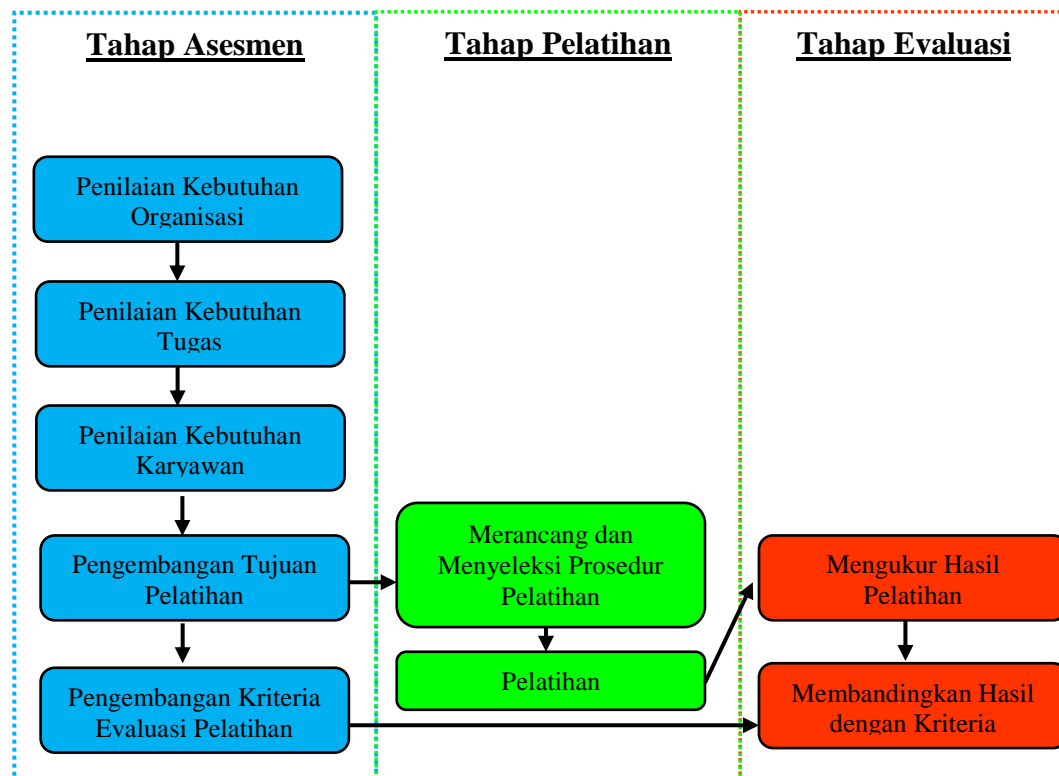 Tahap Asesmen
Tahap Pelatihan
Tahap Evaluasi
Penilaian Kebutuhan
Organisasi
Penilaian Kebutuhan
Tugas
Penilaian Kebutuhan
Karyawan
Pengembangan Tujuan
Pelatihan
Pengembangan Kriteria
Evaluasi Pelatihan
Merancang dan
Menyeleksi Prosedur
Pelatihan
Pelatihan
Mengukur Hasil
Pelatihan
Membandingkan Hasil
dengan Kriteria